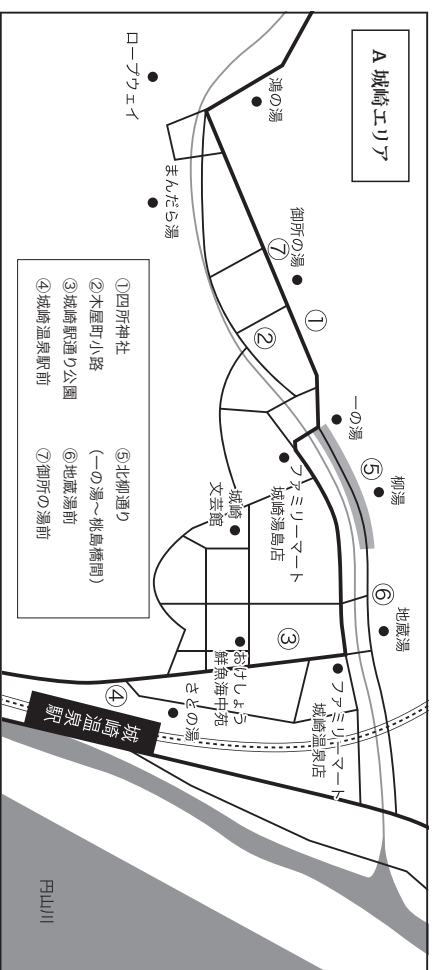 A 城崎エリア
鴻の湯
ロープウェイ
まんだら湯
御所の湯
⑦
①
②
一の湯
⑤
柳湯
ファミリーマート
城崎湯島店
城崎
文芸館
⑥
地蔵湯
③
おけしょう
鮮魚海中苑
ファミリーマート
城崎温泉店
さとの湯
④
城崎温泉駅
円山川
①四所神社
②木屋町小路
③城崎駅通り公園
④城崎温泉駅前
⑤北柳通り
(一の湯〜桃島橋間)
⑥地蔵湯前
⑦御所の湯前